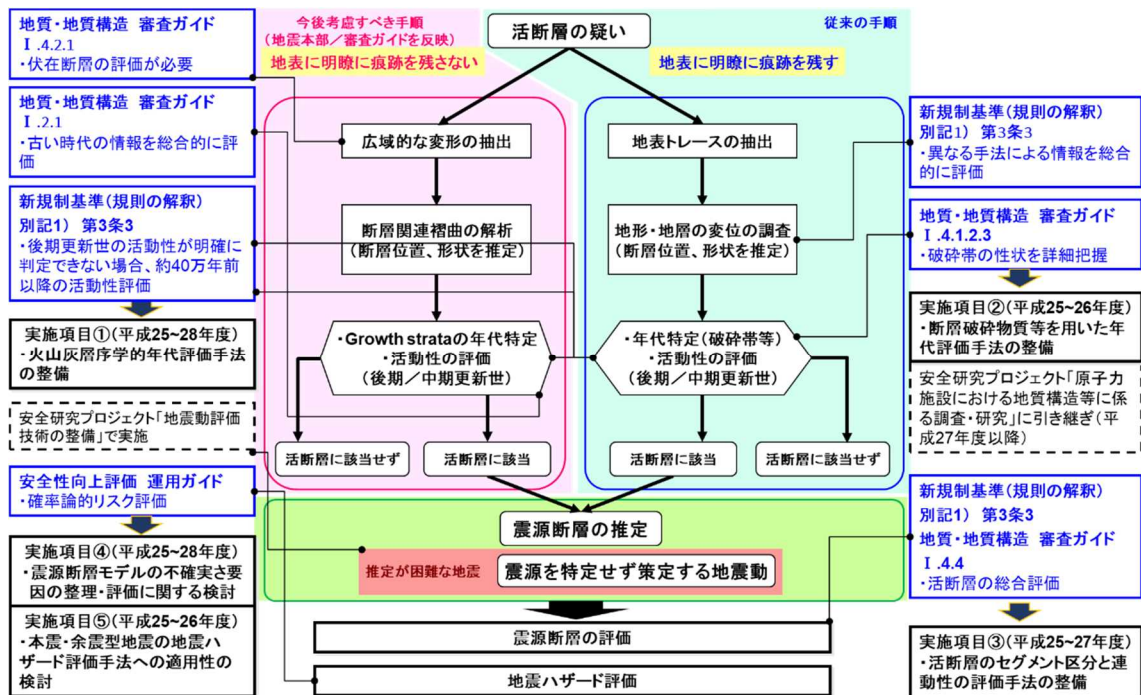 地質・地質構造 審査ガイド
Ⅰ.4.2.1
・伏在断層の評価が必要
地質・地質構造 審査ガイド
Ⅰ.2.1
・古い時代の情報を総合的に評
価
新規制基準(規則の解釈)
別記1) 第3条3
・後期更新世の活動性が明確に
判定できない場合、約40万年前
以降の活動性評価
実施項目①(平成25~28年度)
・火山灰層序学的年代評価手法
の整備
安全研究プロジェクト「地震動評価
技術の整備」で実施
安全性向上評価 運用ガイド
・確率論的リスク評価
実施項目④(平成25~28年度)
・震源断層モデルの不確実さ要
因の整理・評価に関する検討
実施項目⑤(平成25~26年度)
・本震・余震型地震の地震ハ
ザード評価手法への適用性の
検討
今後考慮すべき手順
(地震本部/審査ガイドを反映)
地表に明瞭に痕跡を残さない
活断層の疑い
従来の手順
地表に明瞭に痕跡を残す
広域的な変形の抽出
断層関連褶曲の解析
(断層位置、形状を推定)
・Growth strataの年代特定
・活動性の評価
(後期/中期更新世)
活断層に該当せず
活断層に該当
地表トレースの抽出
地形・地層の変位の調査
(断層位置、形状を推定)
・年代特定(破砕帯等)
・活動性の評価
(後期/中期更新世)
活断層に該当
活断層に該当せず
震源断層の推定
推定が困難な地震
震源を特定せず策定する地震動
震源断層の評価
地震ハザード評価
新規制基準(規則の解釈)
別記1) 第3条3
・異なる手法による情報を総合
的に評価
地質・地質構造 審査ガイド
Ⅰ.4.1.2.3
・破砕帯の性状を詳細把握
実施項目②(平成25~26年度)
・断層破砕物質等を用いた年
代評価手法の整備
安全研究プロジェクト「原子力
施設における地質構造等に係
る調査・研究」に引き継ぎ(平
成27年度以降)
新規制基準(規則の解釈)
別記1) 第3条3
地質・地質構造 審査ガイド
Ⅰ.4.4
・活断層の総合評価
実施項目③(平成25~27年度)
・活断層のセグメント区分と連
動性の評価手法の整備